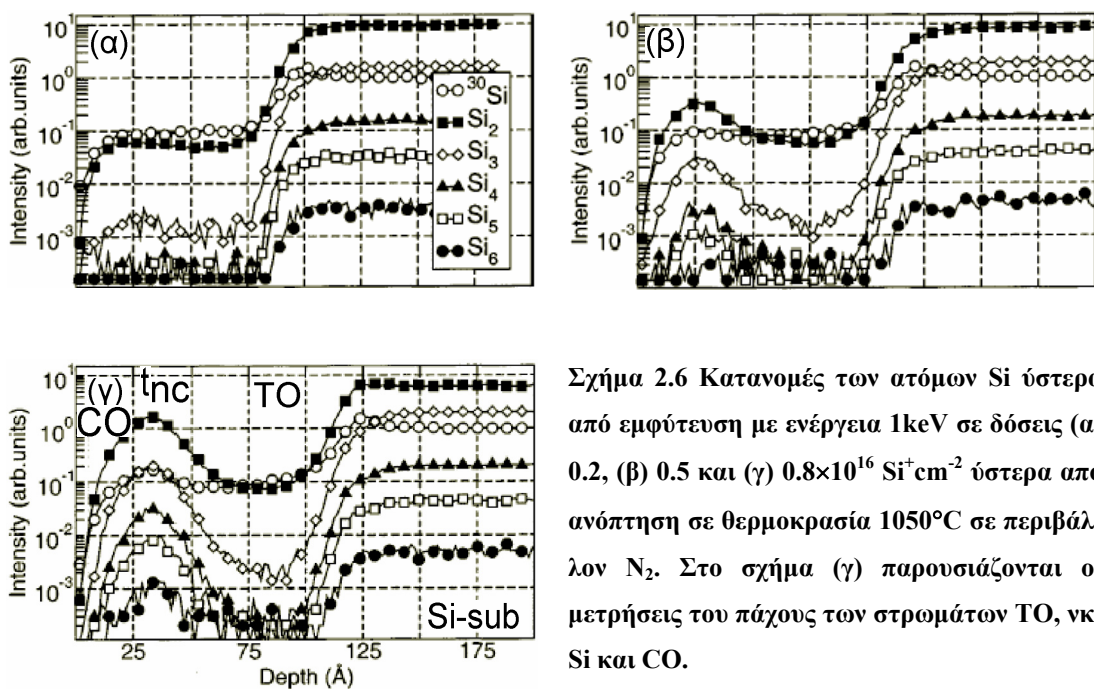 10¹
10⁰
10⁻¹
10⁻²
10⁻³
Intensity (arb.units)
(α)
³⁰Si
Si₂
Si₃
Si₄
Si₅
Si₆
10¹
10⁰
10⁻¹
10⁻²
10⁻³
Intensity (arb.units)
(β)
10¹
10⁰
10⁻¹
10⁻²
10⁻³
Intensity (arb.units)
(γ) tnc TO
CO
Si-sub
25 75 125 175
Depth (Å)
Σχήμα 2.6 Κατανομές των ατόμων Si ύστερα
από εμφύτευση με ενέργεια 1keV σε δόσεις (α)
0.2, (β) 0.5 και (γ) 0.8×10¹⁶ Si⁺cm⁻² ύστερα από
ανόπτηση σε θερμοκρασία 1050°C σε περιβάλ-
λον N₂. Στο σχήμα (γ) παρουσιάζονται οι
μετρήσεις του πάχους των στρωμάτων ΤΟ, νκ-
Si και CO.